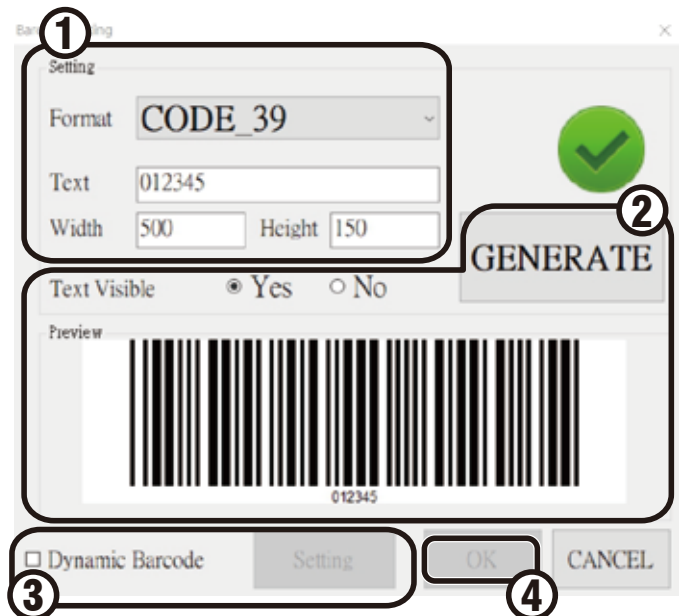 ①
Setting
Format CODE_39
Text 012345
②
Width 500 Height 150
GENERATE
Text Visible Yes No
Preview
012345
Dynamic Barcode Setting OK CANCEL
③ ④